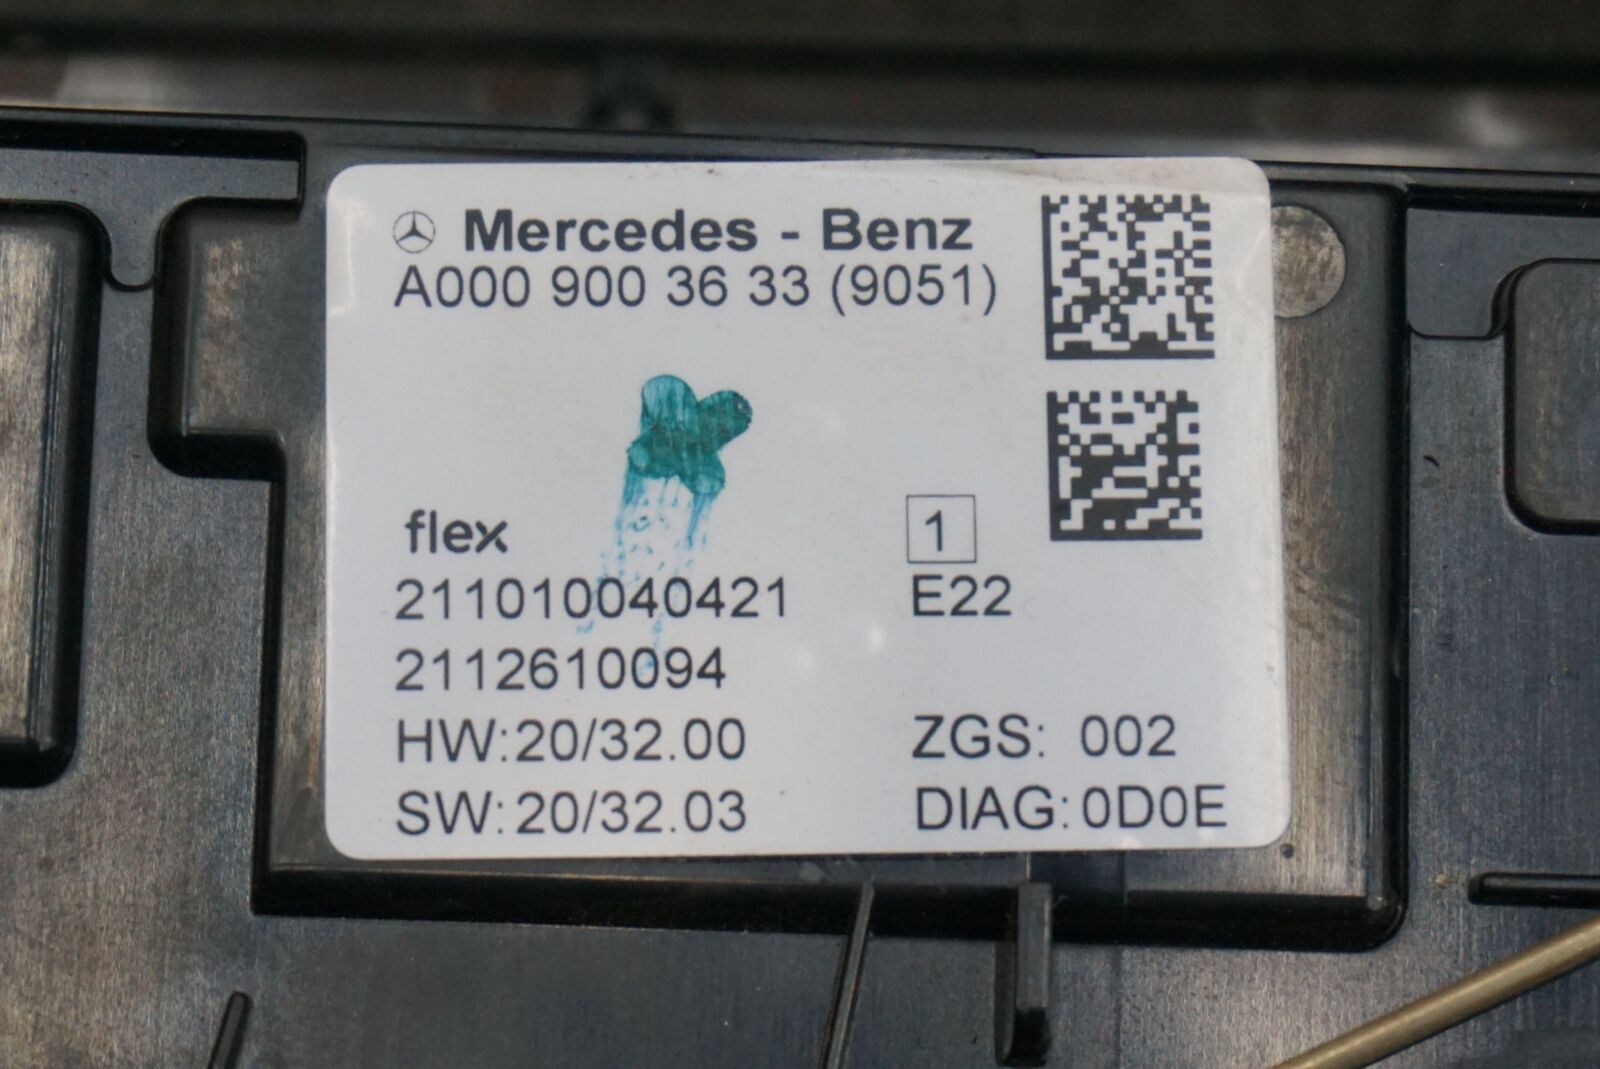 Mercedes - Benz
A000 900 36 33 (9051)
flex
1
211010040421 E22
2112610094
HW:20/32.00 ZGS: 002
SW:20/32.03 DIAG:0D0E